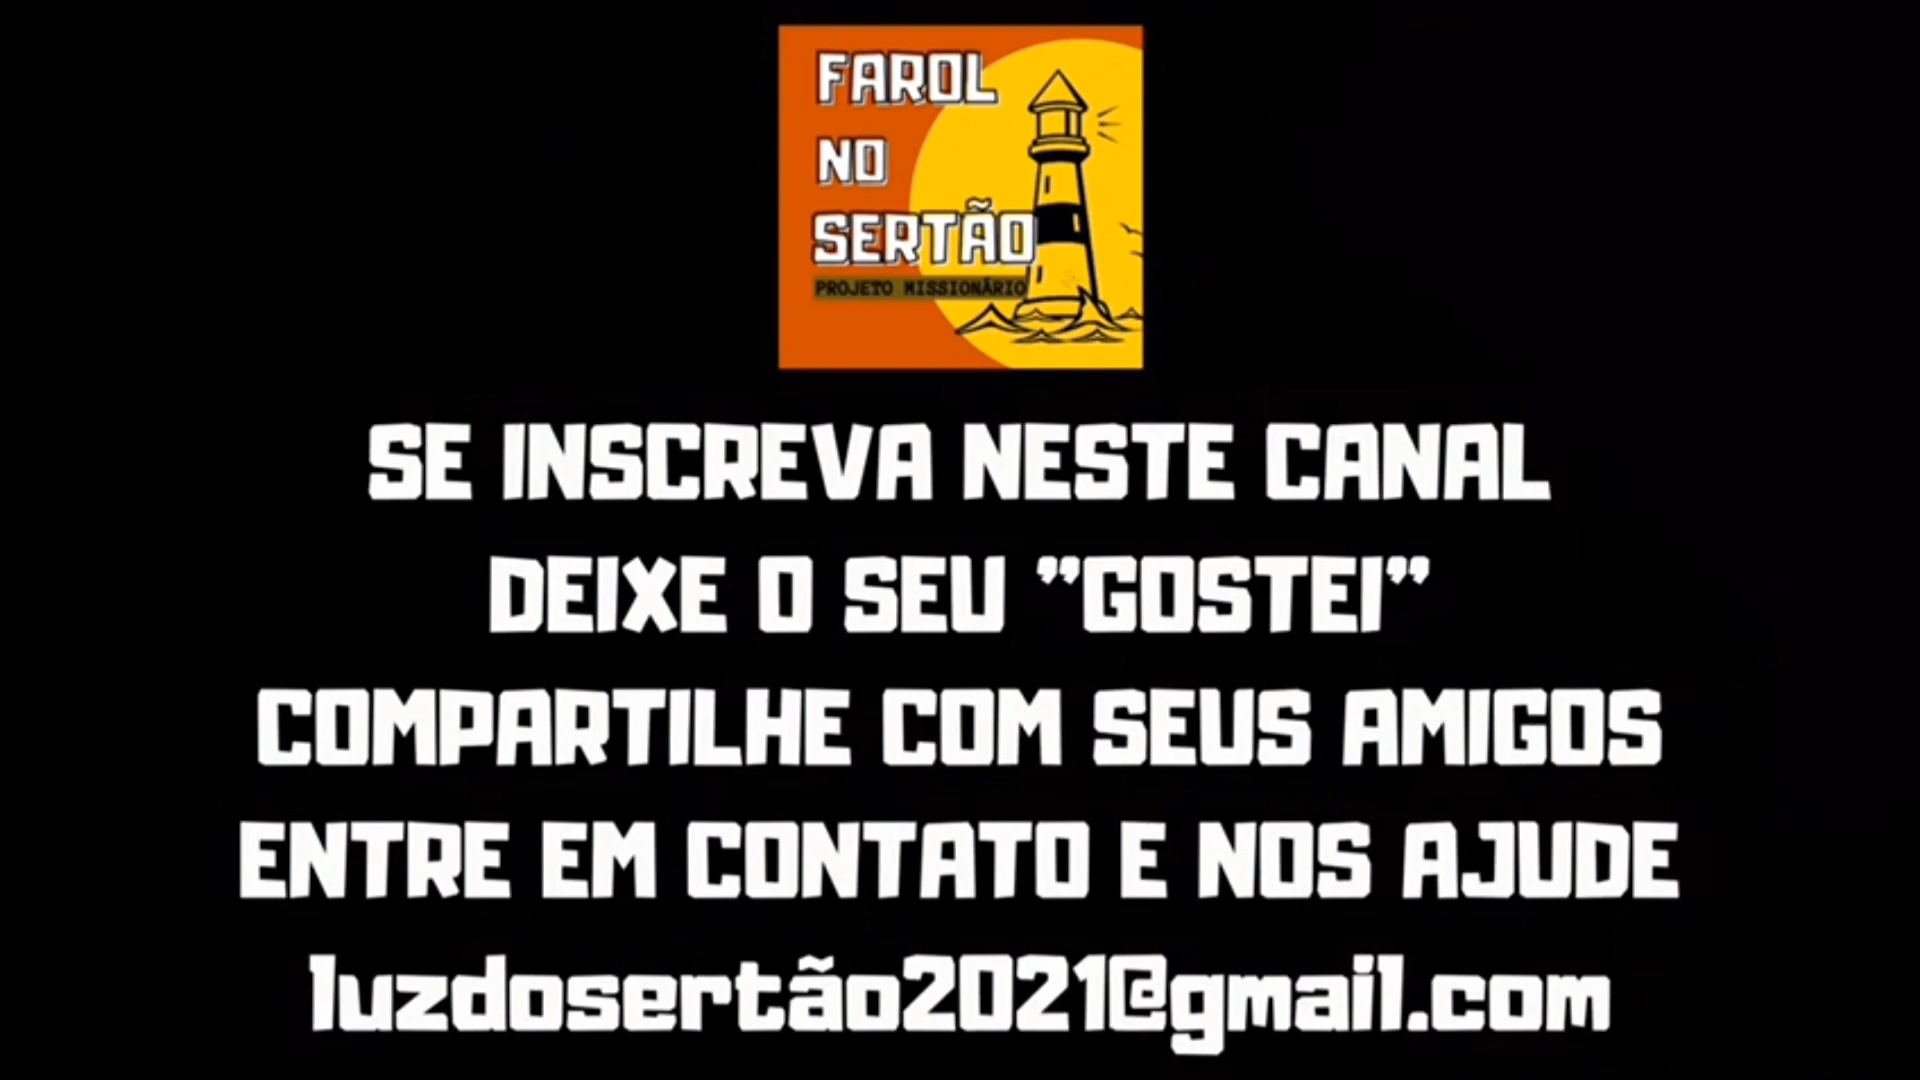 FAROL
NO
SERTÃO
PROJETO MISSIONÁRIO
SE INSCREVA NESTE CANAL
DEIXE O SEU "GOSTEI"
COMPARTILHE COM SEUS AMIGOS
ENTRE EM CONTATO E NOS AJUDE
luzdosertão2021@gmail.com